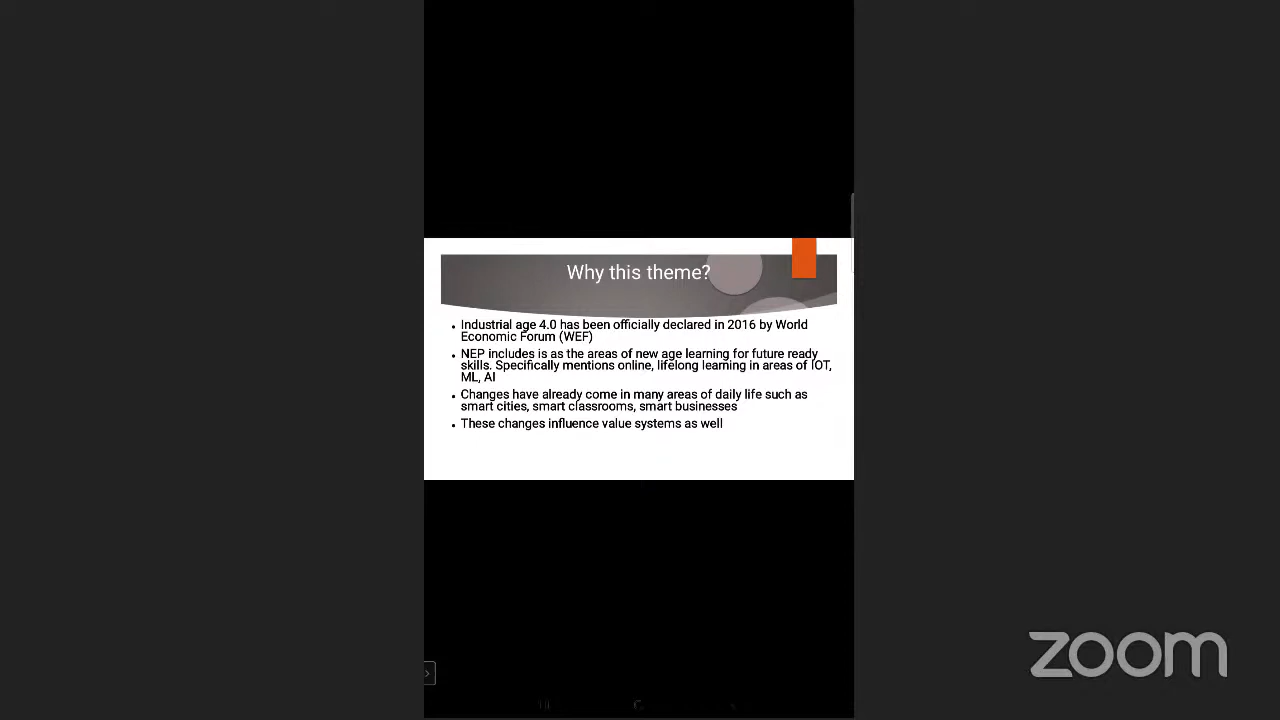 Why this theme?
• Industrial age 4.0 has been officially declared in 2016 by World
Economic Forum (WEF)
• NEP includes is as the areas of new age learning for future ready
skills. Specifically mentions online, lifelong learning in areas of IOT,
ML, AI
• Changes have already come in many areas of daily life such as
smart cities, smart classrooms, smart businesses
• These changes influence value systems as well
zoom